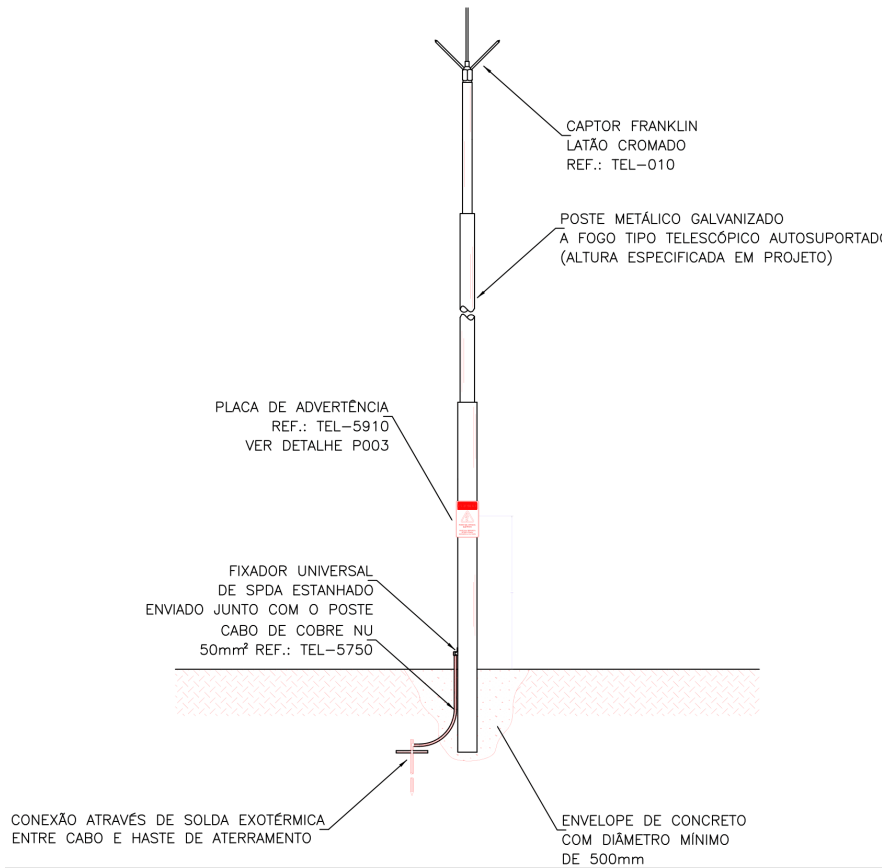 CAPTOR FRANKLIN
LATÃO CROMADO
REF.: TEL-010
POSTE METÁLICO GALVANIZADO
A FOGO TIPO TELESCÓPICO AUTOSUPORTADO
(ALTURA ESPECIFICADA EM PROJETO)
PLACA DE ADVERTÊNCIA
REF.: TEL-5910
VER DETALHE P003
FIXADOR UNIVERSAL
DE SPDA ESTANHADO
ENVIADO JUNTO COM O POSTE
CABO DE COBRE NU
50mm² REF.: TEL-5750
CONEXÃO ATRAVÉS DE SOLDA EXOTÉRMICA
ENTRE CABO E HASTE DE ATERRAMENTO
ENVELOPE DE CONCRETO
COM DIÂMETRO MÍNIMO
DE 500mm